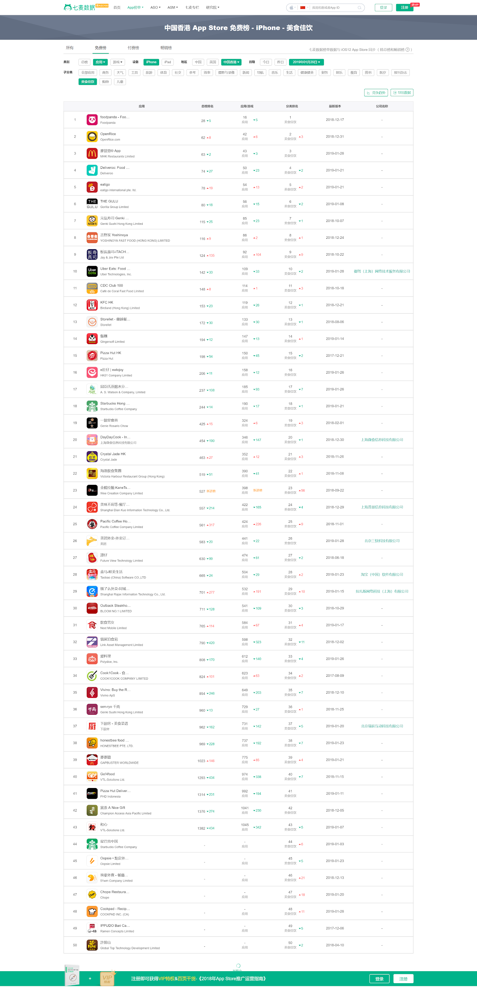 七麦数据
首页 App榜单 ASO ASM 七麦专栏 研究院
应用名称或者App ID
登录 注册 送VIP
中国香港 App Store 免费榜 - iPhone - 美食佳饮
所有 免费榜 付费榜 畅销榜
七麦数据榜单数据与 iOS12 App Store 同步（ 除总榜和畅销榜 ? ）
类别 总榜 应用 游戏 设备 iPhone iPad 地区 中国 美国 中国香港 日期 今日 昨日 2019年01月29日
子分类 全部应用 商务 天气 工具 旅游 体育 社交 参考 效率 摄影与录像 新闻 导航 音乐 生活 健康健美 财务 娱乐 教育 图书 医疗 报刊杂志
美食佳饮 购物 儿童
竞争趋势 导出数据
应用 总榜排名 应用/游戏 分类排名 最新版本 公司名称
1 foodpanda - Foo... Foodpanda 28 5 16 应用 5 1 美食佳饮 2018-12-17 -
2 OpenRice OpenRice.com 62 8 42 应用 6 2 美食佳饮 3 2018-12-31 -
3 麥當勞® App MHK Restaurants Limited 63 2 43 应用 3 3 美食佳饮 2019-01-28 -
4 Deliveroo: Food ... Deliveroo 74 27 50 应用 23 4 美食佳饮 2 2019-01-21 -
5 eatigo eatigo international pte. ltd. 78 19 54 应用 13 5 美食佳饮 2 2019-01-21 -
6 THE GULU THE GULU Gorilla Group Limited 80 18 56 应用 15 6 美食佳饮 2 2019-01-08 -
7 元気寿司 元気寿司 Genki ... Genki Sushi Hong Kong Limited 115 25 85 应用 23 7 美食佳饮 1 2018-10-07 -
8 吉野家 Yoshinoya YOSHINOYA FAST FOOD (HONG KONG) LIMITED 116 9 86 应用 2 8 美食佳饮 1 2018-12-24 -
9 板長寿司 板長壽司-ITACH... Jay & Jov Pte Ltd 124 135 92 应用 104 9 美食佳饮 9 2018-10-22 -
10 Uber Eats Uber Eats: Food ... Uber Technologies, Inc. 142 33 109 应用 33 10 美食佳饮 2 2019-01-28 御驾（上海）网络技术服务有限公司
11 100 CDC Club 100 Café de Coral Fast Food Limited 148 8 114 应用 1 11 美食佳饮 3 2018-10-18 -
12 KFC KFC HK Birdland (Hong Kong) Limited 153 23 119 应用 26 12 美食佳饮 1 2018-12-21 -
13 Storellet - 優越餐... Storellet 172 30 133 应用 30 13 美食佳饮 1 2018-08-06 -
14 飯糰 Gingersoft Limited 194 12 147 应用 13 14 美食佳饮 1 2019-01-14 -
15 Pizza Hut HK Pizza Hut 198 54 150 应用 45 15 美食佳饮 2 2017-12-21 -
16 e肚仔 | eatojoy HK01 Company Limited 206 11 158 应用 12 16 美食佳饮 2019-01-26 -
17 屈臣氏蒸餾水分... A. S. Watson & Company, Limited 237 108 185 应用 93 17 美食佳饮 7 2019-01-26 -
18 Starbucks Hong ... Starbucks Coffee Company 244 14 190 应用 17 18 美食佳饮 1 2019-01-21 -
19 一鍋堂會員 Genie Rosario Chow 425 15 324 应用 6 19 美食佳饮 3 2018-02-01 -
20 DayDayCook - In... 上海微食信息科技有限公司 454 190 346 应用 147 20 美食佳饮 1 2018-12-30 上海微食信息科技有限公司
21 翡翠 Crystal Jade HK Crystal Jade 463 27 352 应用 12 21 美食佳饮 3 2018-11-26 -
22 海港 海港飲食集團 Victoria Harbour Restaurant Group (Hong Kong) 519 51 390 应用 41 22 美食佳饮 1 2018-11-08 -
23 金鶴拉麵 KaneTs... Wee Creation Company Limited 527 新进榜 398 应用 新进榜 23 美食佳饮 56 2018-09-22 -
24 美味不用等-餐厅... Shanghai Dian Kuo Information Technology Co., Ltd. 557 214 422 应用 165 24 美食佳饮 4 2018-12-29 上海普景信息科技有限公司
25 Pacific Coffee Ho... Pacific Coffee Company Limited 561 317 424 应用 226 25 美食佳饮 9 2018-11-01 -
26 美团外卖-外卖订... 美团 583 20 441 应用 22 26 美食佳饮 2019-01-28 北京三快科技有限公司
27 譚仔 譚仔 Future View Technology Limited 630 99 474 应用 81 27 美食佳饮 2 2018-06-18 -
28 盒马 盒马-鲜美生活 Taobao (China) Software CO.,LTD 665 24 504 应用 29 28 美食佳饮 2 2019-01-23 淘宝（中国）软件有限公司
29 饿了么外卖-同城... Shanghai Rajax Information Technology Co., Ltd. 701 277 532 应用 191 29 美食佳饮 10 2019-01-15 拉扎斯网络科技（上海）有限公司
30 OUTBACK Outback Steakho... BLOOM NO.1 LIMITED 711 128 541 应用 109 30 美食佳饮 3 2018-10-29 -
31 食 飲食男女 Next Mobile Limited 765 114 584 应用 67 31 美食佳饮 4 2019-01-17 -
32 領展泊食易 Link Asset Management Limited 790 420 598 应用 323 32 美食佳饮 11 2018-12-02 -
33 愛料理 Polydice, Inc. 808 170 612 应用 140 33 美食佳饮 4 2019-01-26 -
34 Cook1Cook - 食... COOK1COOK COMPANY LIMITED 824 101 623 应用 63 34 美食佳饮 2 2017-08-09 -
35 Vivino: Buy the R... Vivino ApS 854 246 649 应用 203 35 美食佳饮 7 2018-12-10 -
36 千両 sen-ryo 千両 Genki Sushi Hong Kong Limited 960 13 729 应用 27 36 美食佳饮 1 2018-11-25 -
37 厨 下厨房 - 美食菜谱 下厨房 962 162 731 应用 142 37 美食佳饮 5 2019-01-20 北京瑞荻互动科技有限公司
38 honestbee food ... HONESTBEE PTE. LTD. 969 228 737 应用 192 38 美食佳饮 7 2019-01-23 -
39 MyVoice 麥麥聽 GAPBUSTER WORLDWIDE 1023 146 775 应用 85 39 美食佳饮 4 2019-01-21 -
40 GO! Go!4food VTL-Solutions Ltd. 1293 434 974 应用 338 40 美食佳饮 7 2018-11-15 -
41 PHD Pizza Hut Deliver... PHD Indonesia 1314 231 992 应用 194 41 美食佳饮 2019-01-11 -
42 賞茶 賞茶 A Nice Gift Champion Access Asia Pacific Limited 1376 274 1041 应用 230 42 美食佳饮 2018-12-05 -
43 和心 VTL-Solutions Ltd. 1382 434 1045 应用 342 43 美食佳饮 5 2019-01-07 -
44 星巴克中国 Starbucks Coffee Company - - 应用 44 美食佳饮 6 2019-01-03 -
45 Oopsie • 點定外... Oopsie Limited - - 应用 45 美食佳饮 5 2019-01-23 -
46 我要外賣 - 餐廳... 51wm Company Limited - - 应用 46 美食佳饮 21 2018-12-13 -
47 Chope Chope Restaura... Chope - - 应用 47 美食佳饮 18 2019-01-20 -
48 Cookpad - Recip... COOKPAD INC. (CA) - - 应用 48 美食佳饮 11 2019-01-28 -
49 IPPUDO Bari Ca... Ramen Concepts Limited - - 应用 49 美食佳饮 5 2017-12-06 -
50 Fans 許留山 Global Top Technology Development Limited - - 应用 50 美食佳饮 2 2018-04-10 -
+ VIP 特权 注册即可获得VIP特权&百页干货-《2018年App Store推广运营指南》 登录 注册